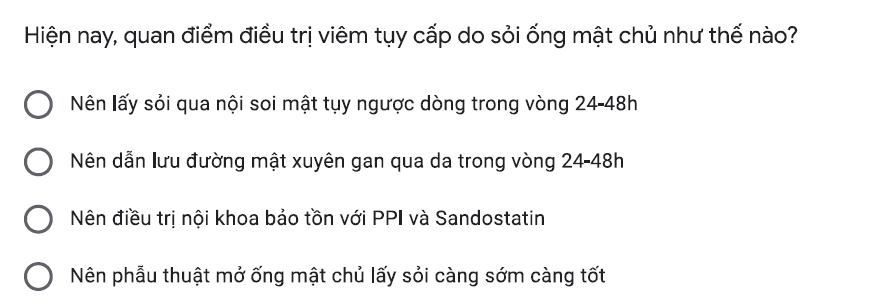 Hiện nay, quan điểm điều trị viêm tụy cấp do sỏi ống mật chủ như thế nào?
Nên lấy sỏi qua nội soi mật tụy ngược dòng trong vòng 24-48h
Nên dẫn lưu đường mật xuyên gan qua da trong vòng 24-48h
Nên điều trị nội khoa bảo tồn với PPI và Sandostatin
Nên phẫu thuật mở ống mật chủ lấy sỏi càng sớm càng tốt